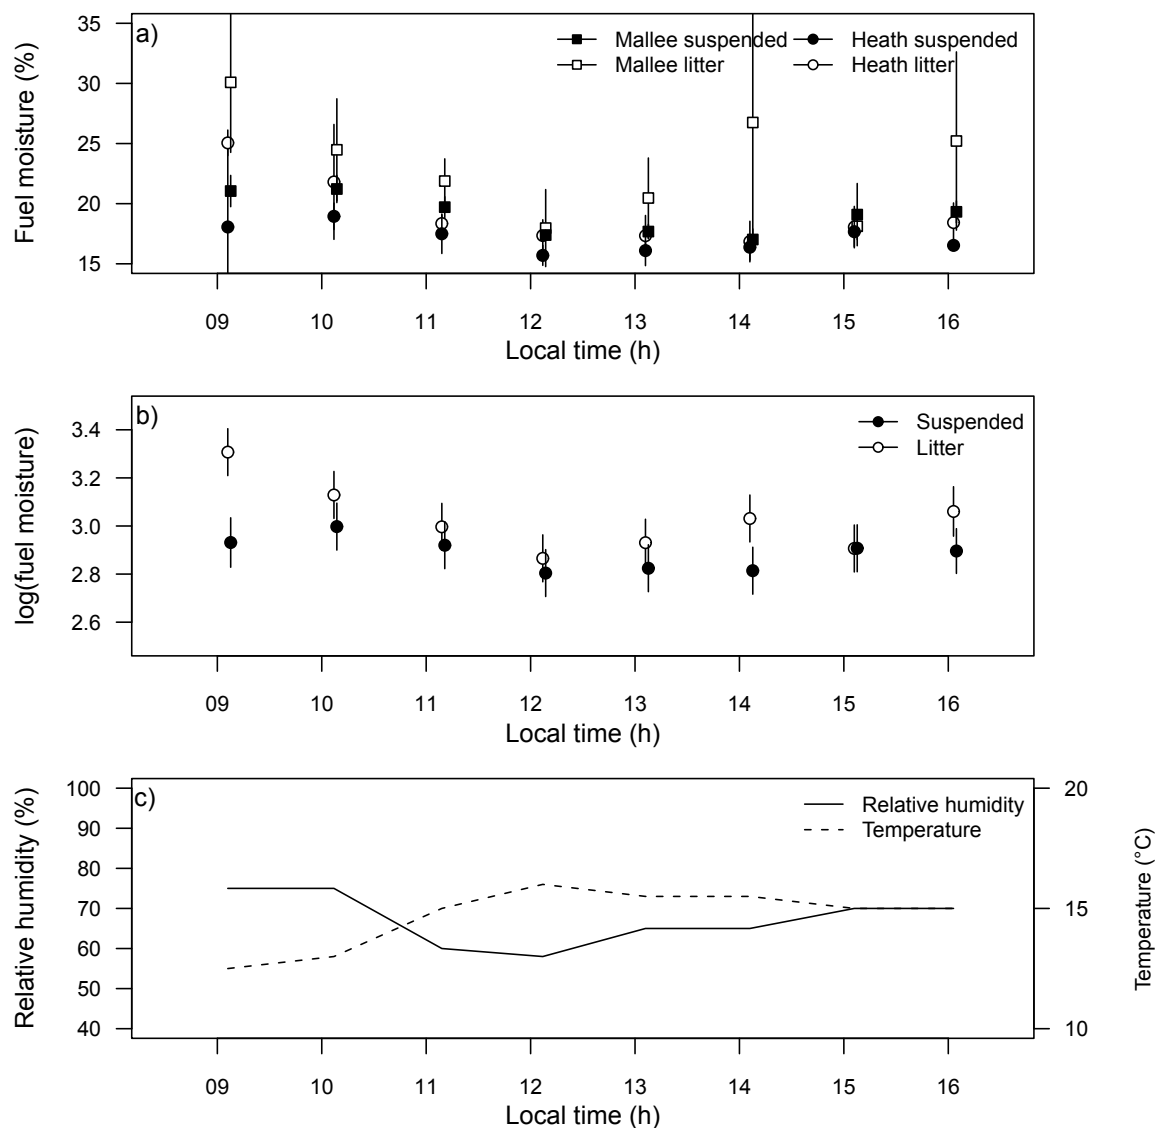 a)
Mallee suspended
Heath suspended
Mallee litter
Heath litter
Fuel moisture (%)
35
30
25
20
15
09 10 11 12 13 14 15 16
Local time (h)
b)
Suspended
Litter
log(fuel moisture)
3.4
3.2
3.0
2.8
2.6
09 10 11 12 13 14 15 16
Local time (h)
c)
Relative humidity
Temperature
Relative humidity (%)
100
90
80
70
60
50
40
20
15
10
Temperature (°C)
09 10 11 12 13 14 15 16
Local time (h)